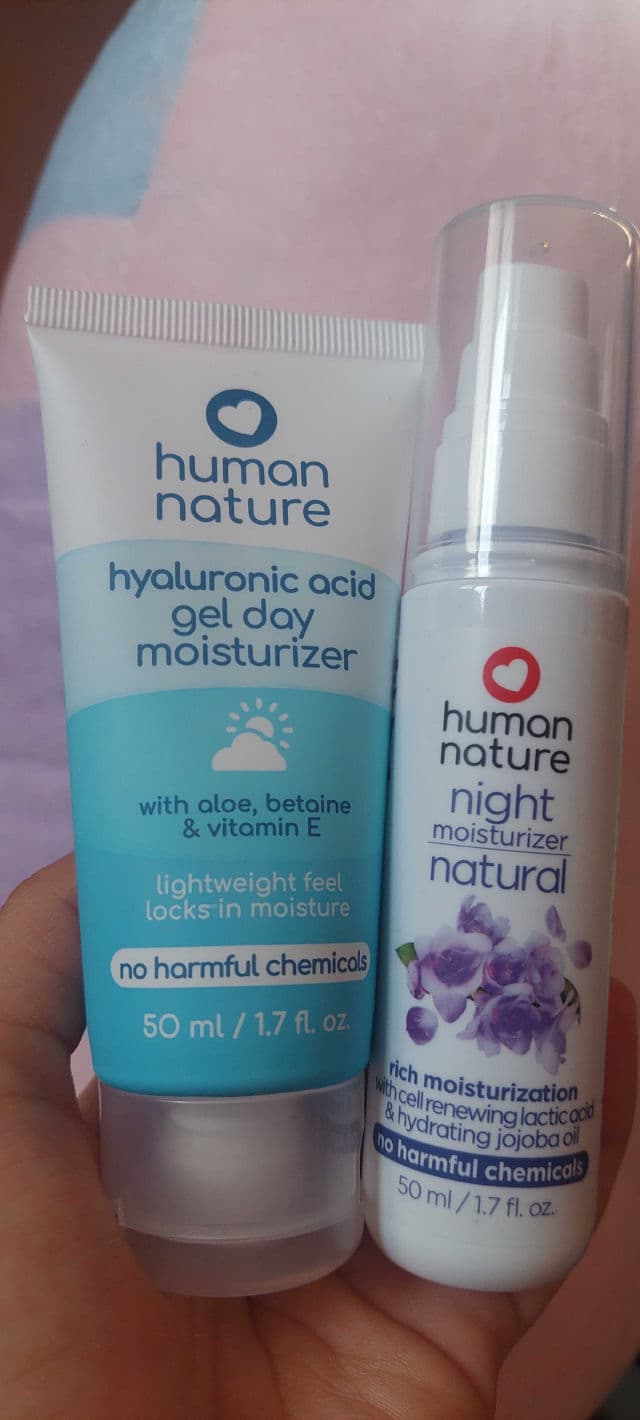 human
nature
hyaluronic acid
gel day
moisturizer
with aloe, betaine
& vitamin E
lightweight feel
locks in moisture
no harmful chemicals
50 ml / 1.7 fl. oz.
human
nature
night
moisturizer
natural
rich moisturization
with cell renewing lactic acid
& hydrating jojoba oil
no harmful chemicals
50 ml / 1.7 fl. oz.